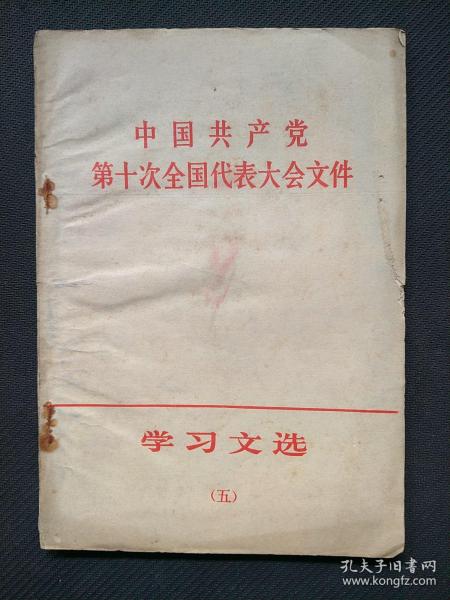 中国共产党
第十次全国代表大会文件
学习文选
（五）
孔夫子旧书网
www.kongfz.com